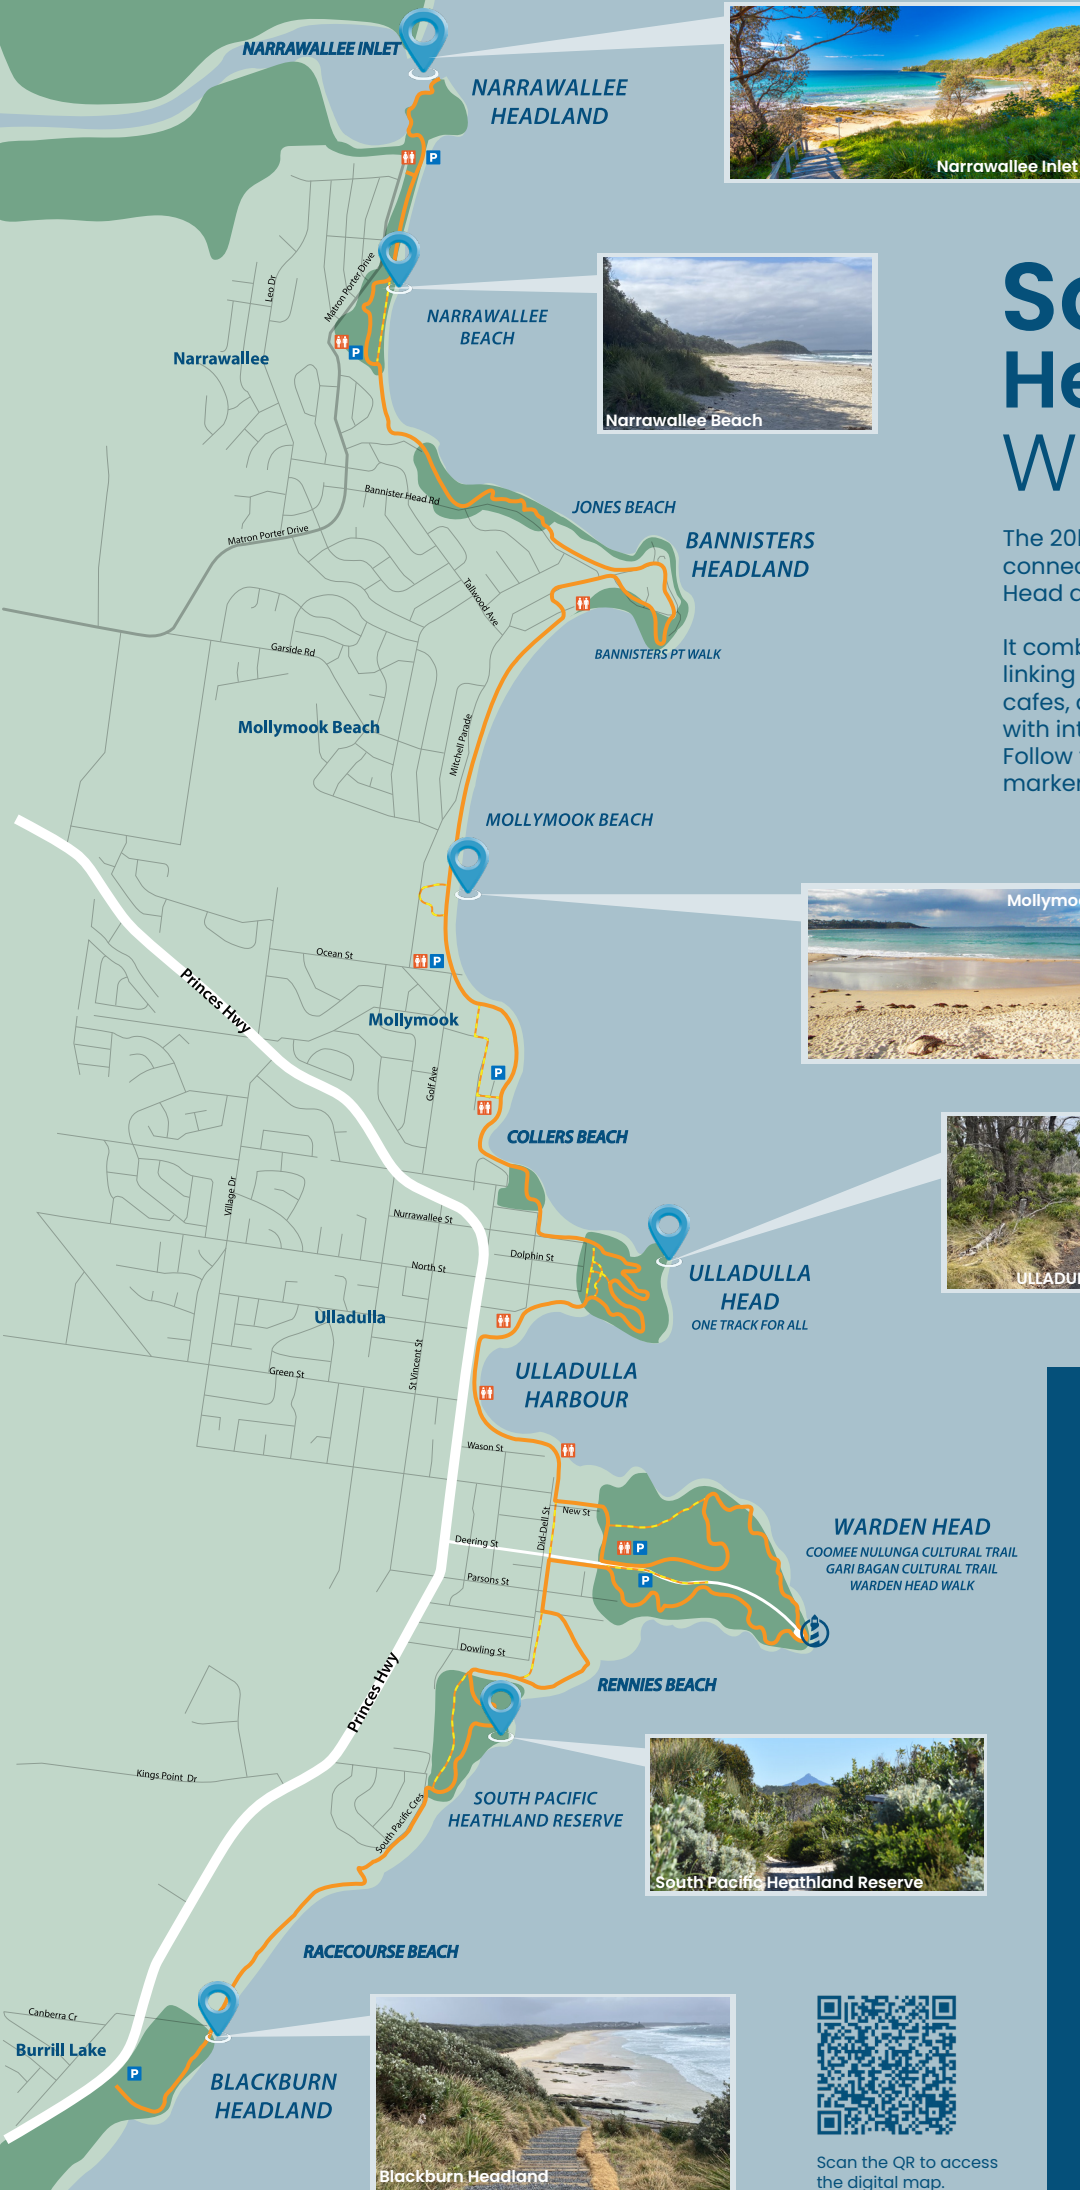 NARRAWALLEE INLET
NARRAWALLEE
HEADLAND
Narrawallee Inlet
P
Leo Dr
Matron Porter Drive
NARRAWALLEE
BEACH
Narrawallee
P
Narrawallee Beach
So
He
W
Bannister Head Rd
JONES BEACH
Matron Porter Drive
BANNISTERS
HEADLAND
The 20
connec
Head a
Tallwood Ave
Garside Rd
BANNISTERS PT WALK
It comb
linking
cafes, c
with int
Follow
marker
Mollymook Beach
Mitchell Parade
MOLLYMOOK BEACH
Mollymoo
Ocean St
P
Princes Hwy
Mollymook
P
Golf Ave
COLLERS BEACH
Village Dr
Nurrawallee St
Dolphin St
North St
ULLADULLA
HEAD
ONE TRACK FOR ALL
ULLADUL
Ulladulla
St Vincent St
Green St
ULLADULLA
HARBOUR
Wason St
New St
Did-Dell St
WARDEN HEAD
COOMEE NULUNGA CULTURAL TRAIL
GARI BAGAN CULTURAL TRAIL
WARDEN HEAD WALK
Deering St
P
P
Parsons St
Dowling St
Princes Hwy
RENNIES BEACH
Kings Point Dr
SOUTH PACIFIC
HEATHLAND RESERVE
South Pacific Cres
South Pacific Heathland Reserve
RACECOURSE BEACH
Canberra Cr
Burrill Lake
P
BLACKBURN
HEADLAND
Blackburn Headland
Scan the QR to access
the digital map.